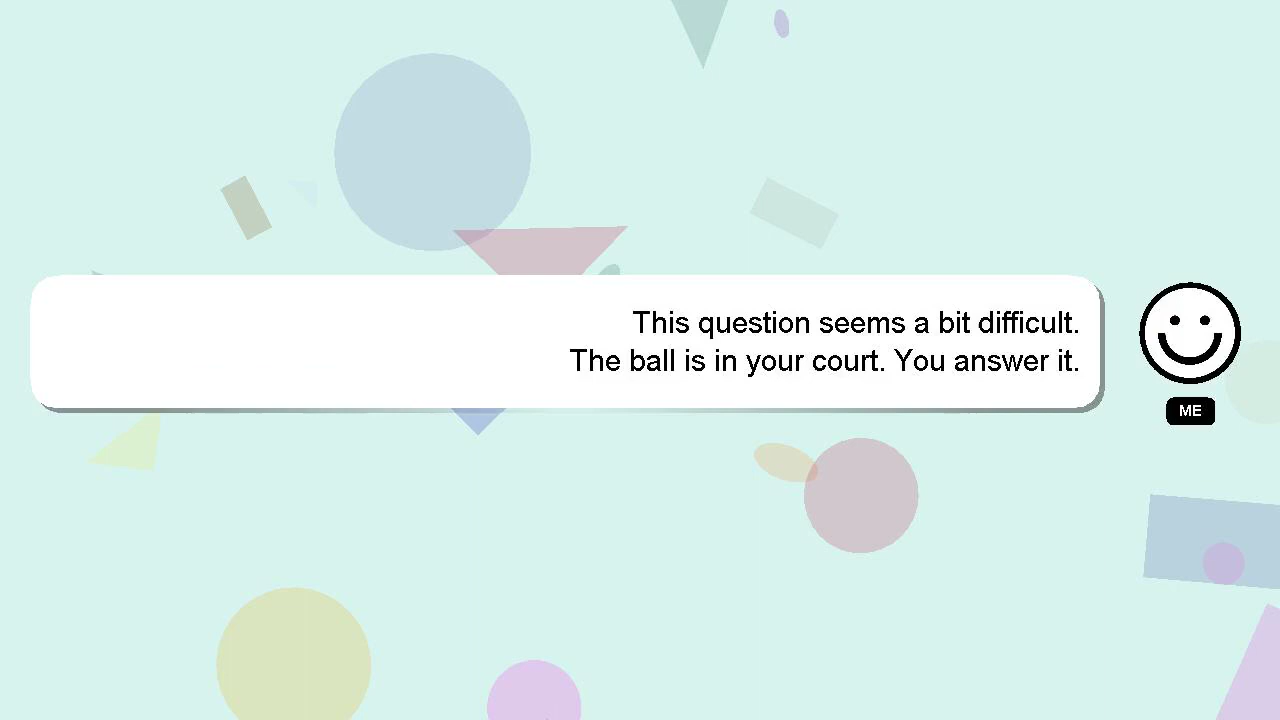 This question seems a bit difficult.
The ball is in your court. You answer it.
ME